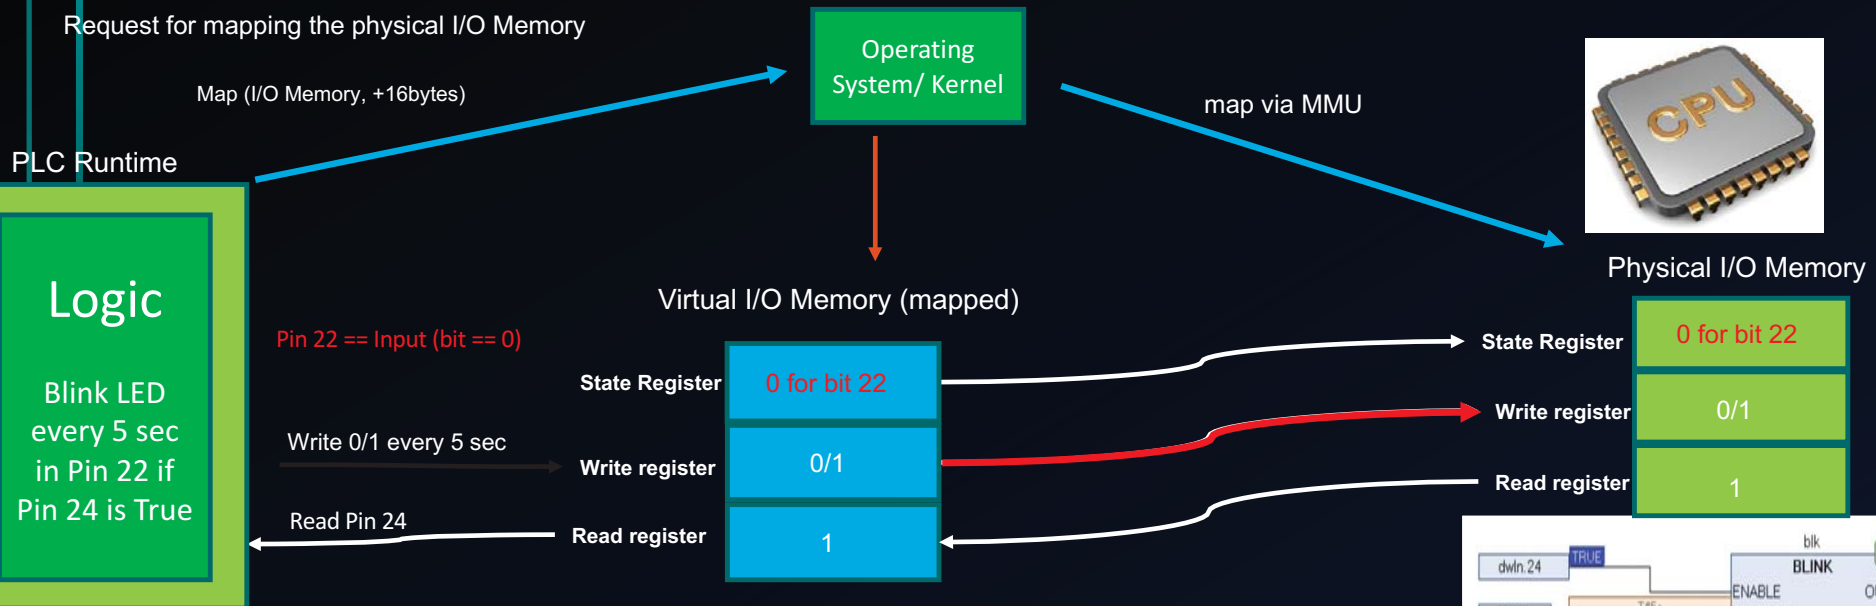 Request for mapping the physical I/O Memory
Map (I/O Memory, +16bytes)
Operating
System/ Kernel
map via MMU
CPU
PLC Runtime
Logic
Blink LED
every 5 sec
in Pin 22 if
Pin 24 is True
Pin 22 == Input (bit == 0)
Write 0/1 every 5 sec
Read Pin 24
Virtual I/O Memory (mapped)
State Register
0 for bit 22
Write register
0/1
Read register
1
Physical I/O Memory
State Register
0 for bit 22
Write register
0/1
Read register
1
dwIn.24
TRUE
blk
BLINK
ENABLE